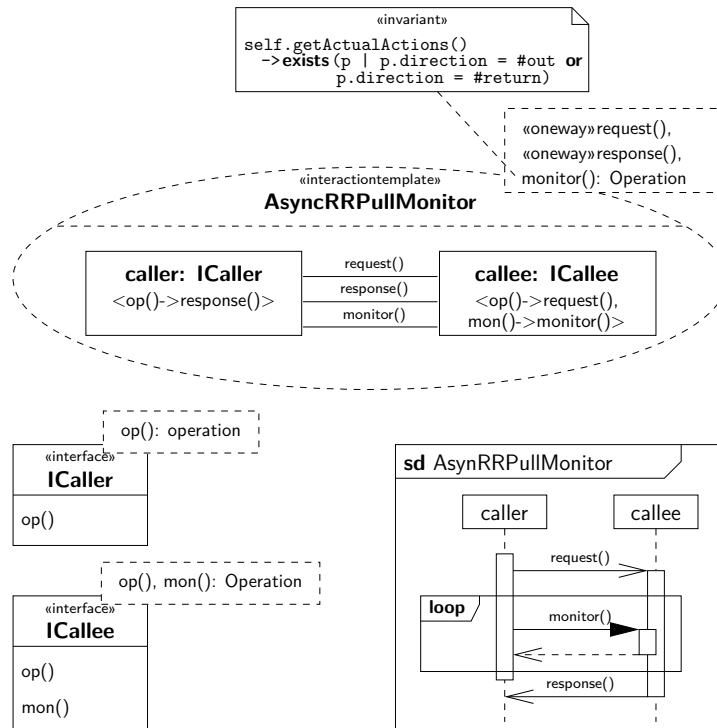 «invariant»
self.getActualActions()
->exists(p | p.direction = #out or
p.direction = #return)
«oneway»request(),
«oneway»response(),
monitor(): Operation
«interactiontemplate»
AsyncRRPullMonitor
caller: ICaller
<op()->response()>
request()
response()
monitor()
callee: ICallee
<op()->request(),
mon()->monitor()>
op(): operation
«interface»
ICaller
op()
op(), mon(): Operation
«interface»
ICallee
op()
mon()
sd AsynRRPullMonitor
caller
callee
request()
loop
monitor()
response()